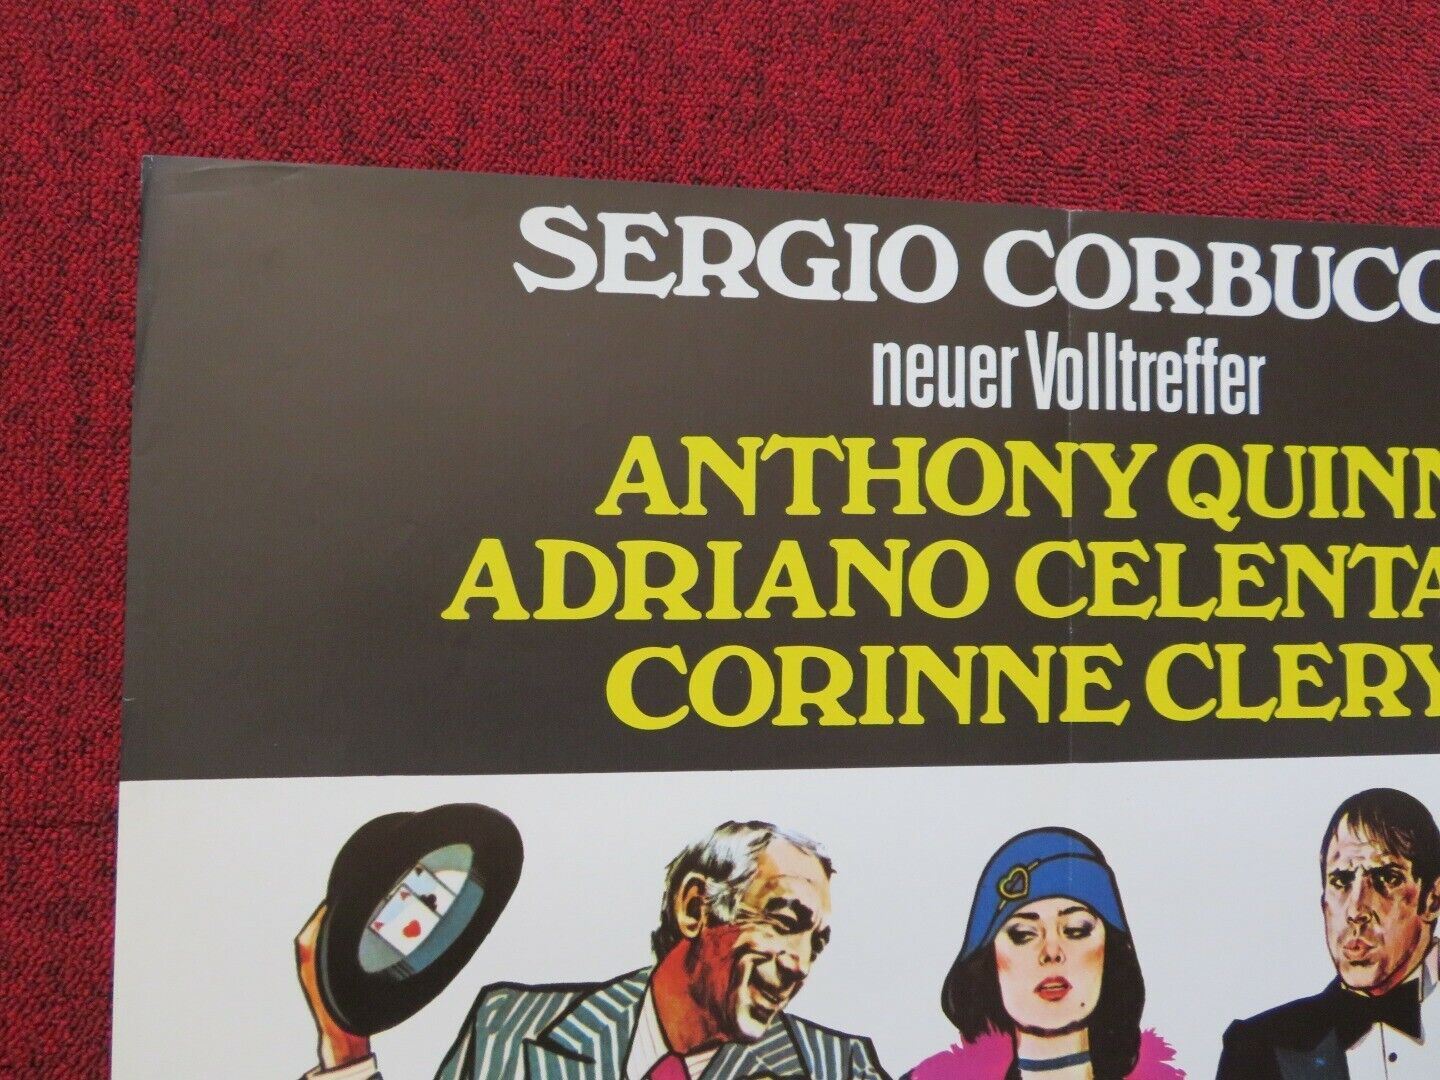 SERGIO CORBUCC
neuer Volltreffer
ANTHONY QUINN
ADRIANO CELENTA
CORINNE CLERY